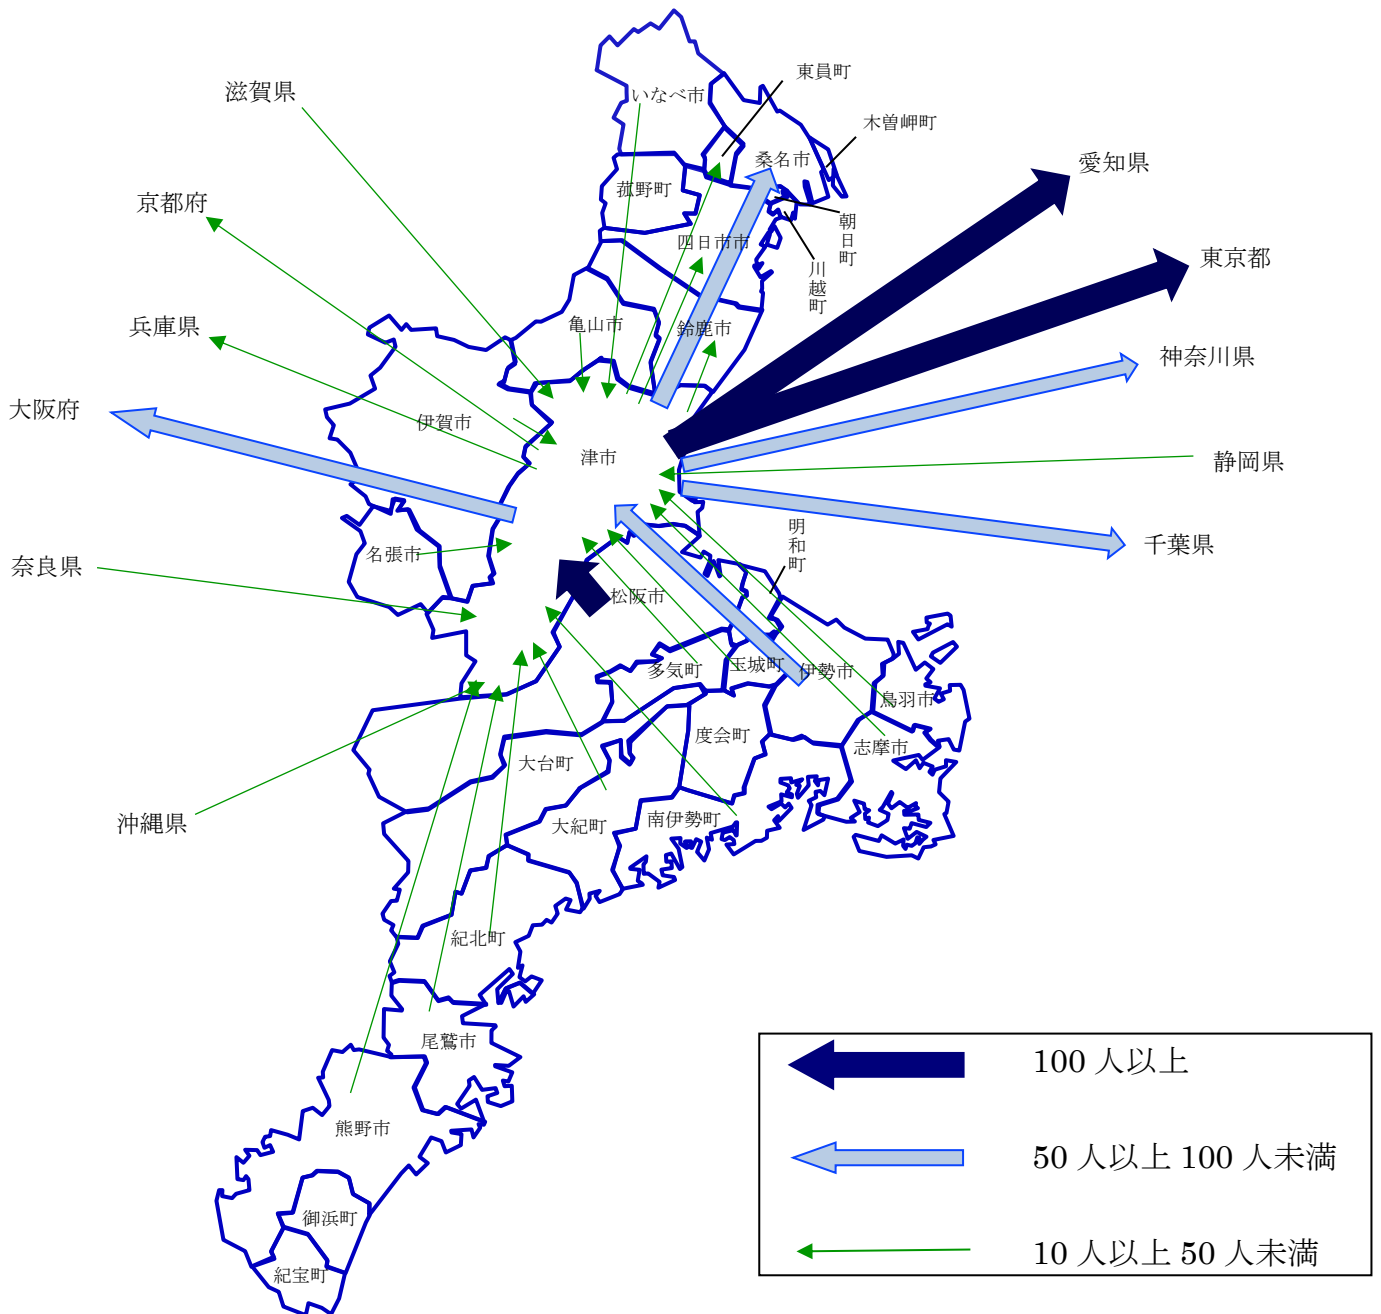 東員町
滋賀県
いなべ市
木曽岬町
桑名市
愛知県
菰野町
京都府
朝日町
四日市市
東京都
川越町
兵庫県
亀山市
鈴鹿市
神奈川県
大阪府
伊賀市
津市
静岡県
明和町
千葉県
名張市
奈良県
松阪市
多気町
玉城町
伊勢市
鳥羽市
度会町
志摩市
大台町
沖縄県
大紀町
南伊勢町
紀北町
尾鷲市
熊野市
御浜町
紀宝町
100 人以上
50 人以上 100 人未満
10 人以上 50 人未満